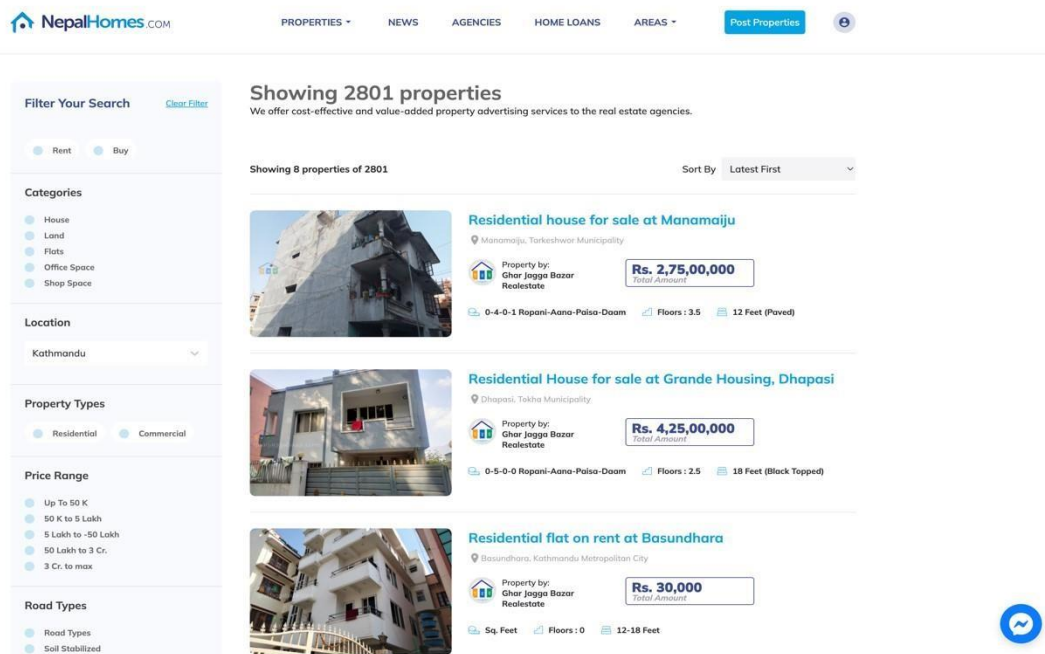 NepalHomes.COM
PROPERTIES NEWS AGENCIES HOME LOANS AREAS Post Properties
Filter Your Search Clear Filter
Rent Buy
Categories
House
Land
Flats
Office Space
Shop Space
Location
Kathmandu
Property Types
Residential Commercial
Price Range
Up To 50 K
50 K to 5 Lakh
5 Lakh to -50 Lakh
50 Lakh to 3 Cr.
3 Cr. to max
Road Types
Road Types
Soil Stabilized
Showing 2801 properties
We offer cost-effective and value-added property advertising services to the real estate agencies.
Showing 8 properties of 2801 Sort By Latest First
Residential house for sale at Manamaiju
Manamaiju, Tarkeshwor Municipality
Property by:
Ghar Jagga Bazar
Realestate
Rs. 2,75,00,000
Total Amount
0-4-0-1 Ropani-Aana-Paisa-Daam Floors : 3.5 12 Feet (Paved)
Residential House for sale at Grande Housing, Dhapasi
Dhapasi, Tokha Municipality
Property by:
Ghar Jagga Bazar
Realestate
Rs. 4,25,00,000
Total Amount
0-5-0-0 Ropani-Aana-Paisa-Daam Floors : 2.5 18 Feet (Black Topped)
Residential flat on rent at Basundhara
Basundhara, Kathmandu Metropolitan City
Property by:
Ghar Jagga Bazar
Realestate
Rs. 30,000
Total Amount
Sq. Feet Floors : 0 12-18 Feet